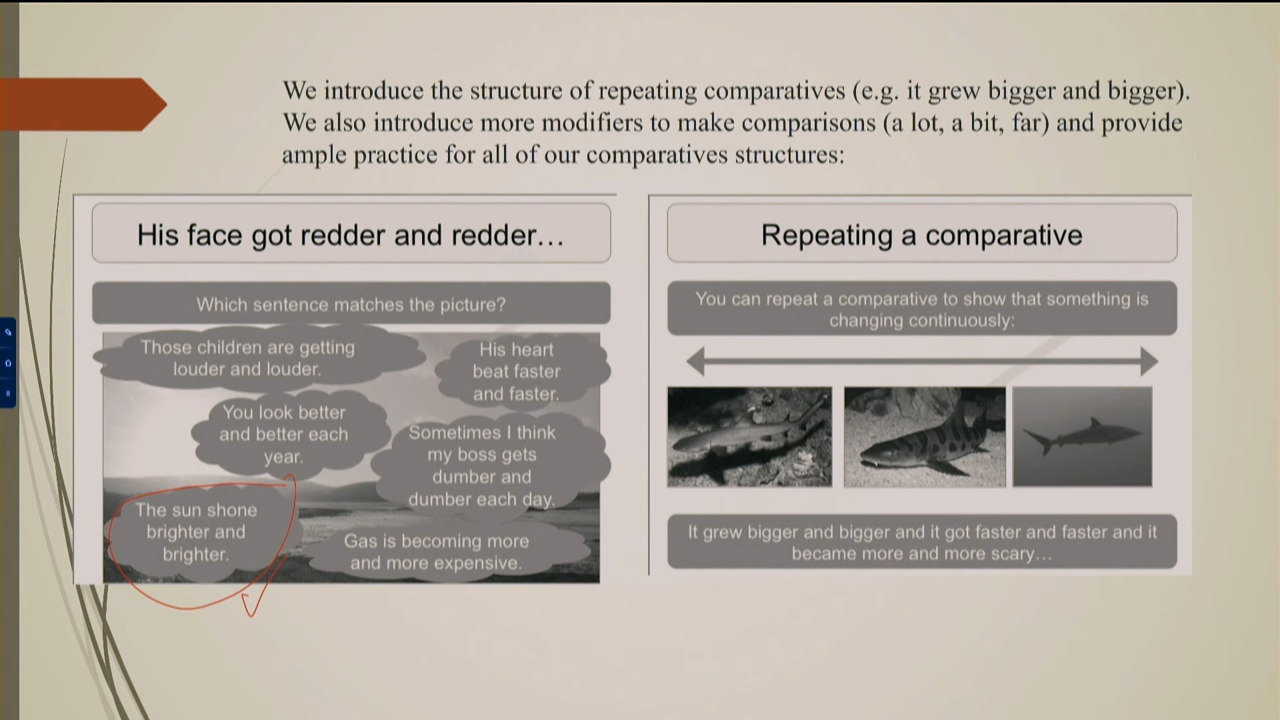 We introduce the structure of repeating comparatives (e.g. it grew bigger and bigger).
We also introduce more modifiers to make comparisons (a lot, a bit, far) and provide
ample practice for all of our comparatives structures:
His face got redder and redder…
Which sentence matches the picture?
Those children are getting
louder and louder.
His heart
beat faster
and faster.
You look better
and better each
year.
Sometimes I think
my boss gets
dumber and
dumber each day.
The sun shone
brighter and
brighter.
Gas is becoming more
and more expensive.
Repeating a comparative
You can repeat a comparative to show that something is
changing continuously:
It grew bigger and bigger and it got faster and faster and it
became more and more scary…